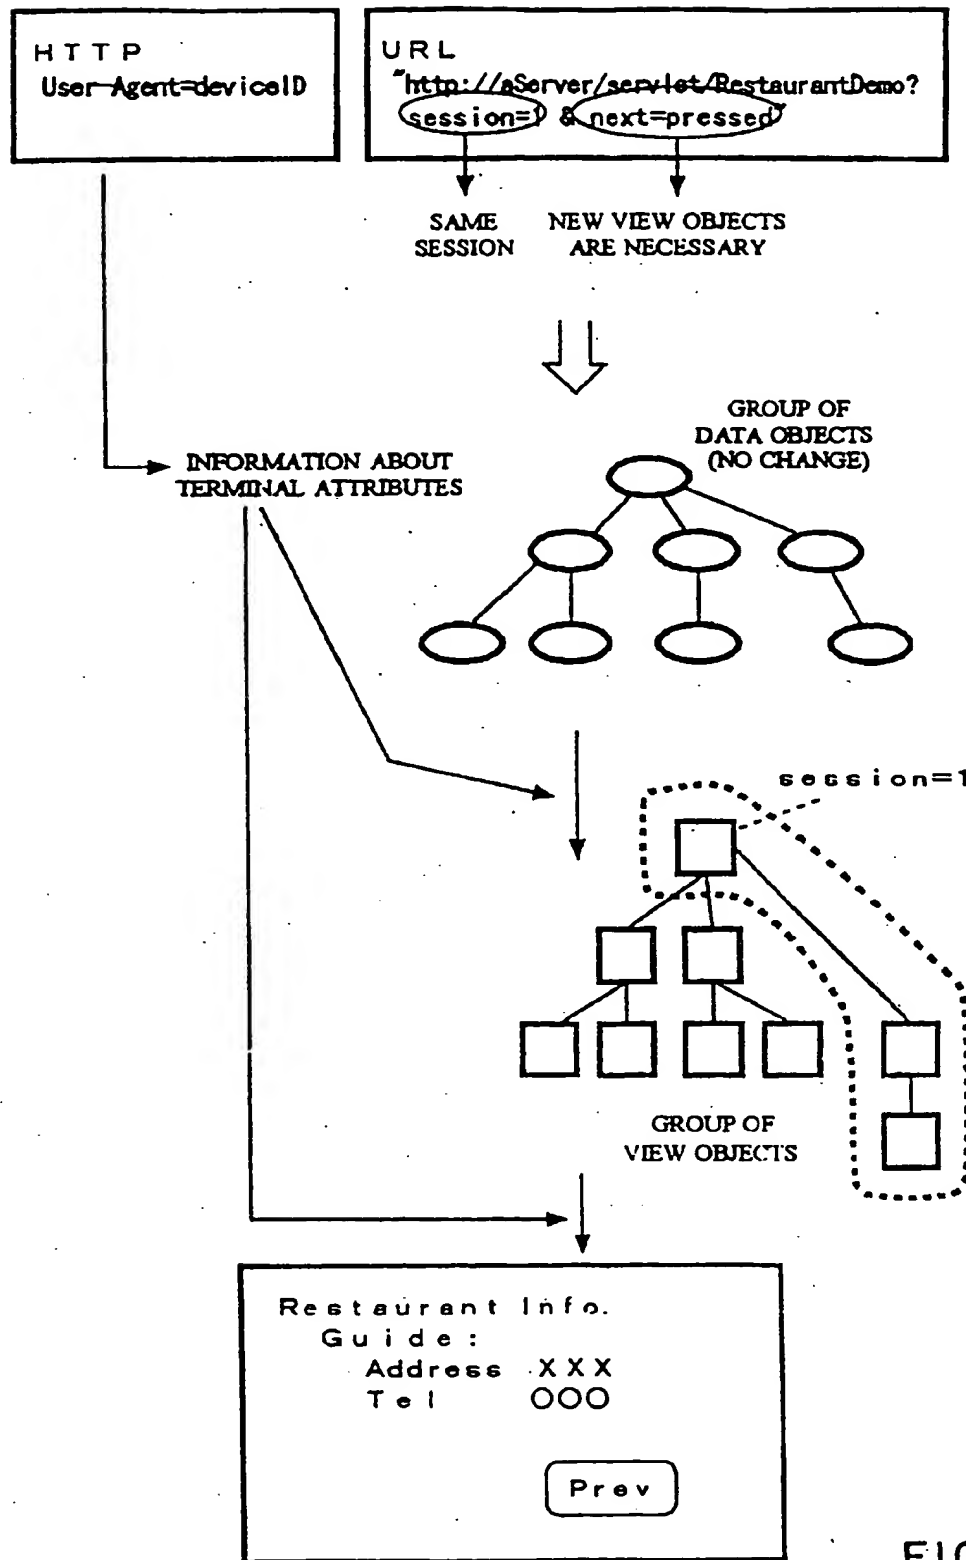 HTTP
User-Agent=deviceID
URL
"http://aServer/servlet/RestaurantDemo?
session=1 & next=pressed"
SAME
SESSION
NEW VIEW OBJECTS
ARE NECESSARY
GROUP OF
DATA OBJECTS
(NO CHANGE)
INFORMATION ABOUT
TERMINAL ATTRIBUTES
session=1
GROUP OF
VIEW OBJECTS
Restaurant Info.
Guide:
Address XXX
Tel OOO
Prev